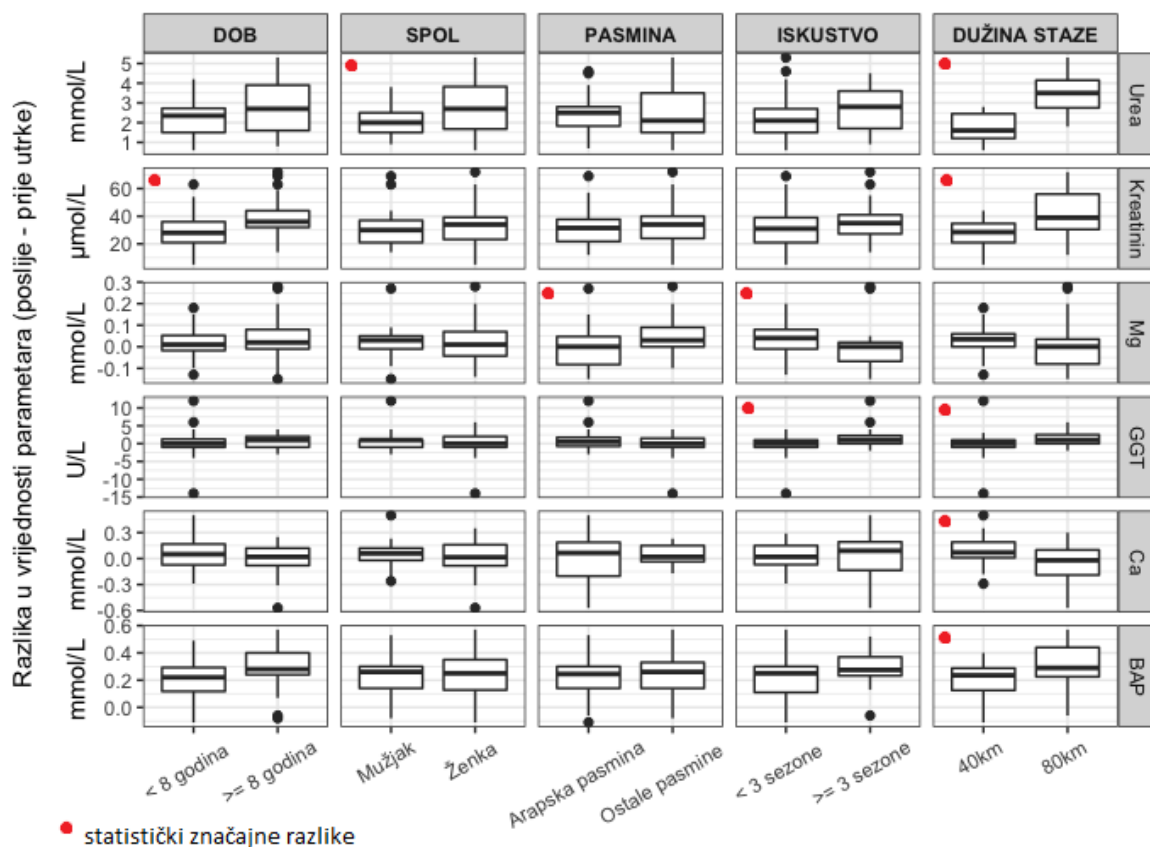 DOB SPOL PASMINA ISKUSTVO DUŽINA STAZE
Razlika u vrijednosti parametara (poslije - prije utrke)
mmol/L
5
4
3
2
1
Urea
µmol/L
60
40
20
Kreatinin
mmol/L
0.3
0.2
0.1
0.0
-0.1
Mg
U/L
10
5
0
-5
-10
-15
GGT
mmol/L
0.3
0.0
-0.3
-0.6
Ca
mmol/L
0.6
0.4
0.2
0.0
BAP
< 8 godina
>= 8 godina
Mužjak
Ženka
Arapska pasmina
Ostale pasmine
< 3 sezone
>= 3 sezone
40km
80km
statistički značajne razlike